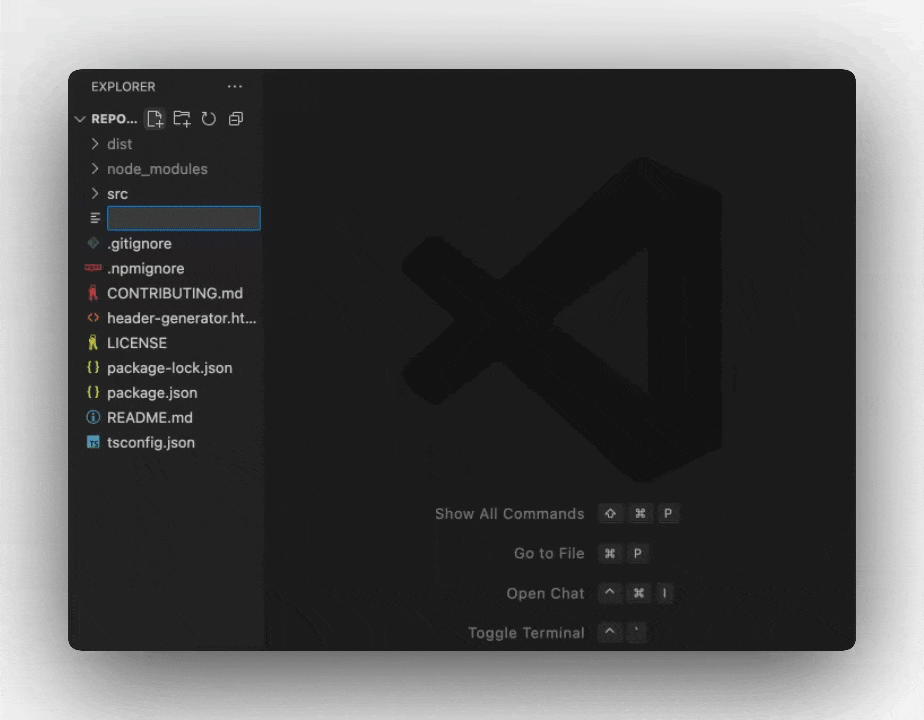 EXPLORER ...
REPO...
dist
node_modules
src
.gitignore
.npmignore
CONTRIBUTING.md
header-generator.ht...
LICENSE
{} package-lock.json
{} package.json
README.md
TS tsconfig.json
Show All Commands ⇧ ⌘ P
Go to File ⌘ P
Open Chat ^ ⌘ I
Toggle Terminal ^ `